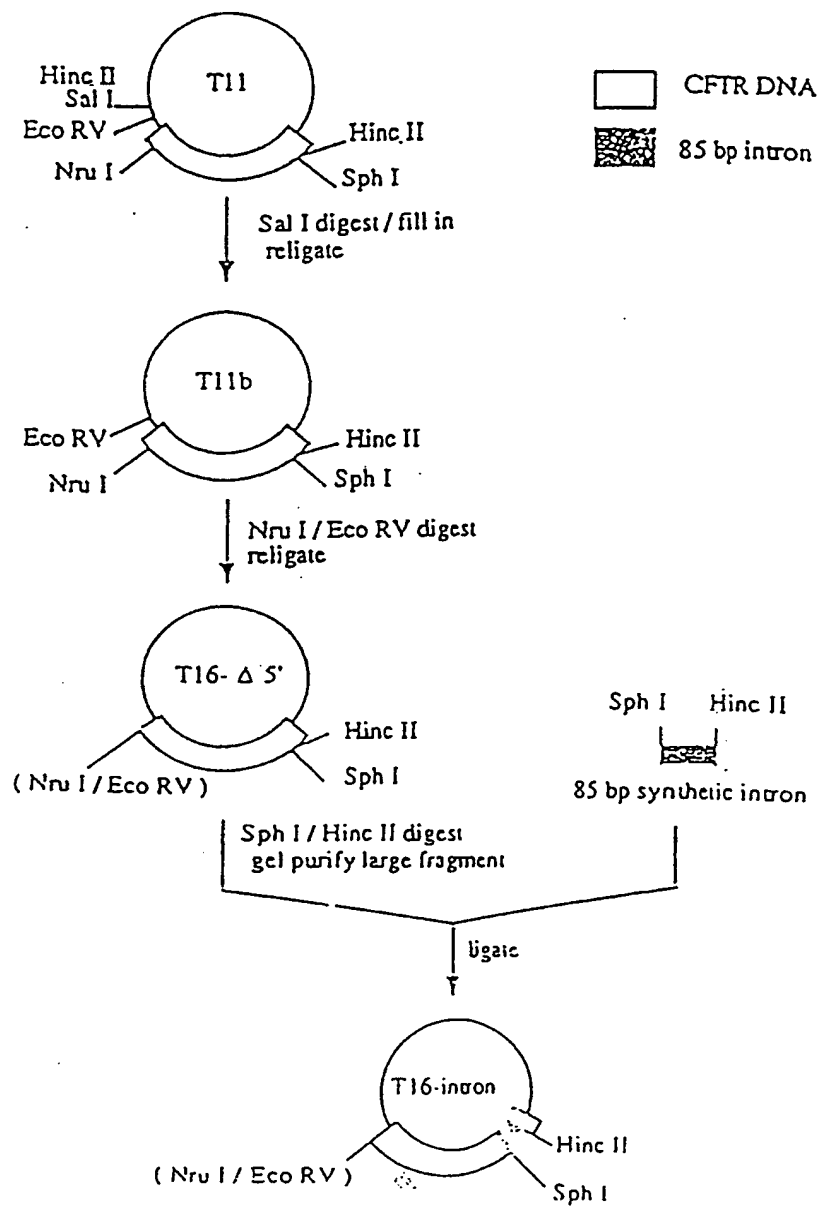 T11
Hinc II
Sal I
Eco RV
Nru I
Hinc II
Sph I
CFTR DNA
85 bp intron
Sal I digest / fill in
religate
T11b
Eco RV
Nru I
Hinc II
Sph I
Nru I / Eco RV digest
religate
T16- Δ 5'
Hinc II
Sph I
( Nru I / Eco RV )
Sph I Hinc II
85 bp synthetic intron
Sph I / Hinc II digest
gel purify large fragment
ligate
T16-intron
Hinc II
Sph I
( Nru I / Eco RV )